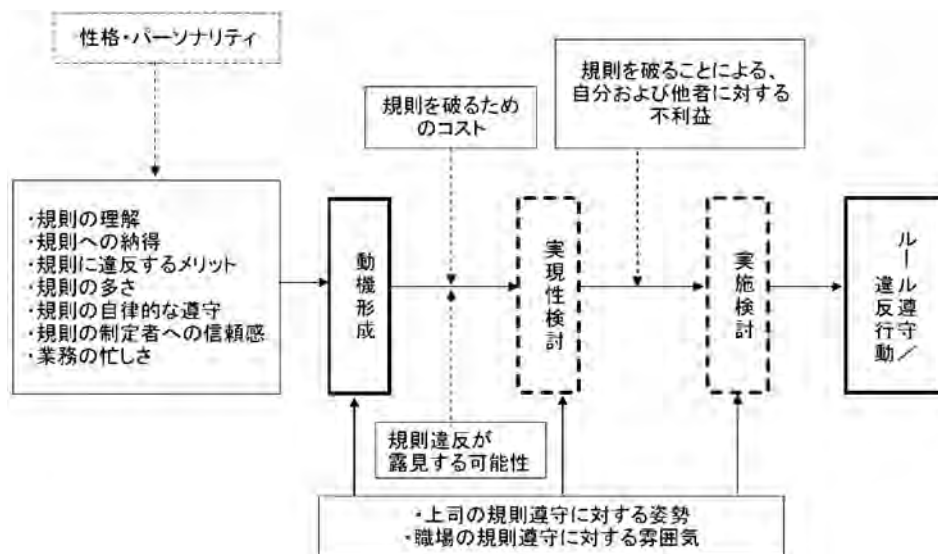 性格・パーソナリティ
規則を破るため
のコスト
規則を破ることによる、
自分および他者に対する
不利益
・規則の理解
・規則への納得
・規則に違反するメリット
・規則の多さ
・規則の自律的な遵守
・規則の制定者への信頼感
・業務の忙しさ
動機形成
実現性検討
実施検討
ルール遵守／
違反行動
規則違反が
露見する可能性
・上司の規則遵守に対する姿勢
・職場の規則遵守に対する雰囲気